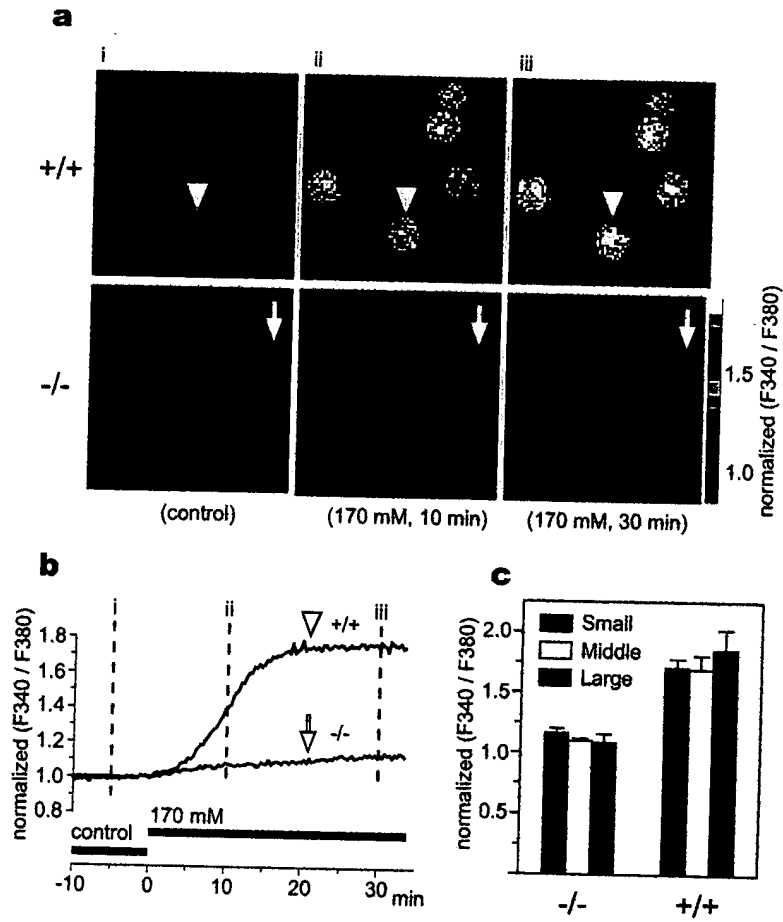 a
i ii iii
+/+
-/-
1.5
1.0
normalized (F340 / F380)
(control) (170 mM, 10 min) (170 mM, 30 min)
b
normalized (F340 / F380)
1.8
1.6
1.4
1.2
1.0
0.8
i ii iii
+/+
-/-
170 mM
control
-10 0 10 20 30 min
c
normalized (F340 / F380)
2.0
1.5
1.0
0.5
Small
Middle
Large
-/- +/+